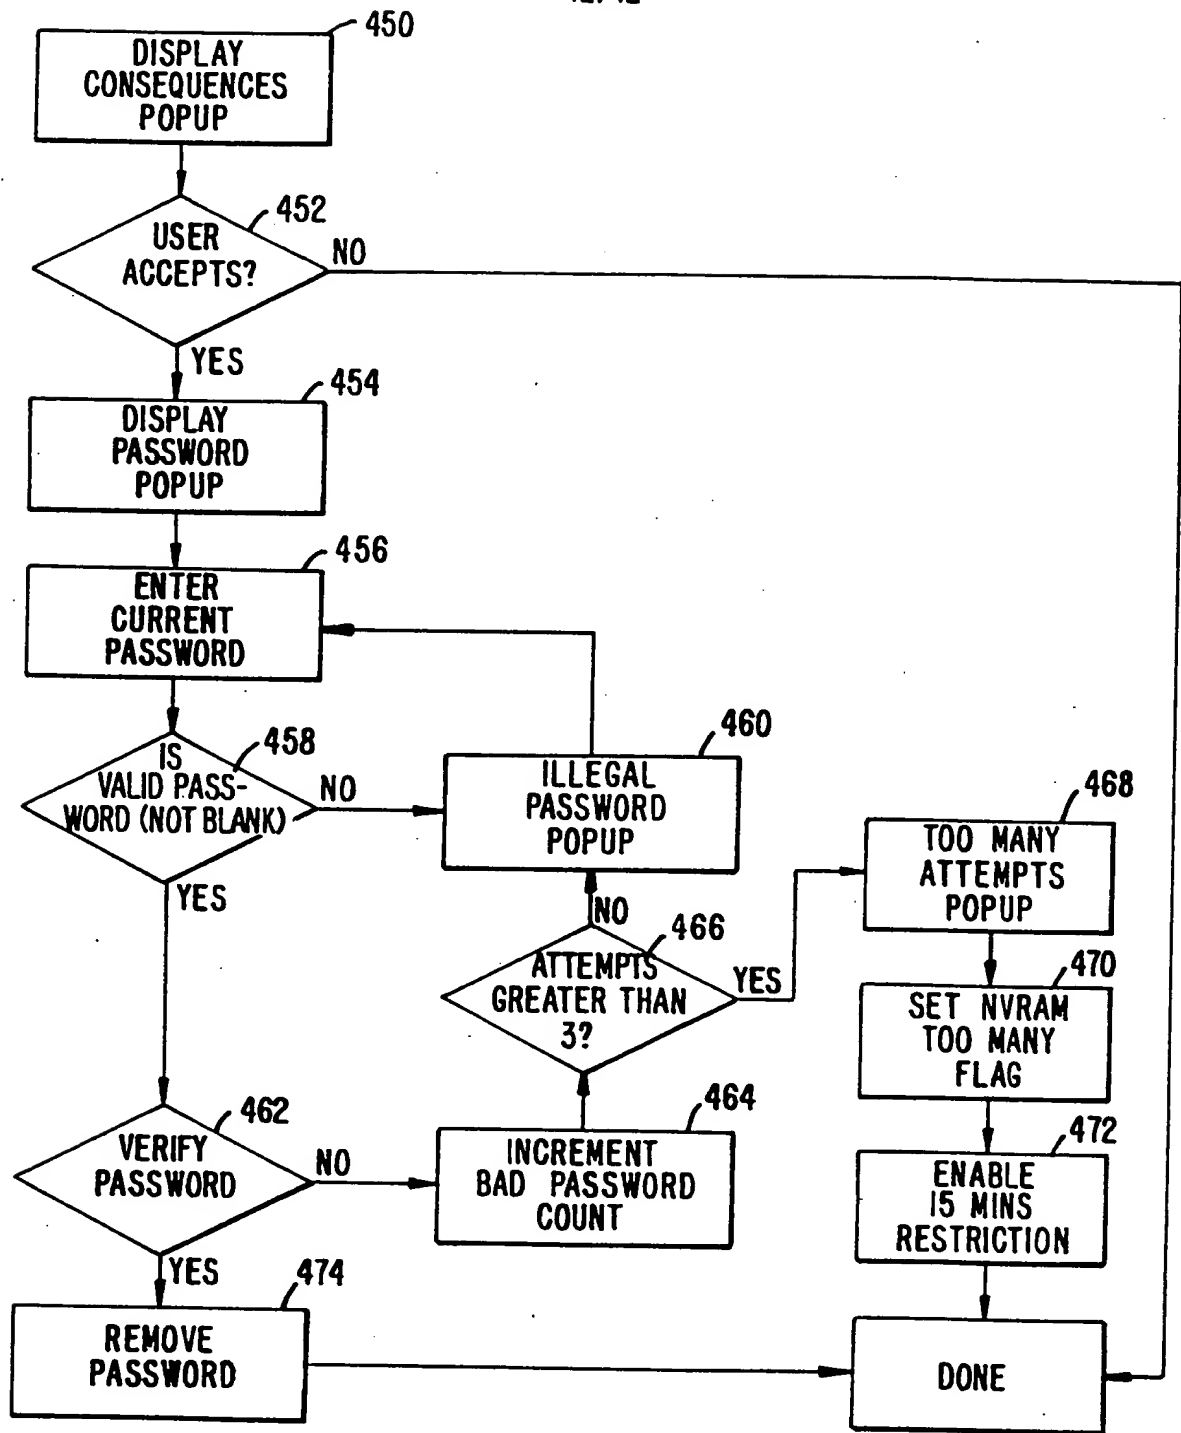 450
DISPLAY
CONSEQUENCES
POPUP
452
USER
ACCEPTS?
NO
YES
454
DISPLAY
PASSWORD
POPUP
456
ENTER
CURRENT
PASSWORD
458
IS
VALID PASS-
WORD (NOT BLANK)
NO
YES
460
ILLEGAL
PASSWORD
POPUP
NO
466
ATTEMPTS
GREATER THAN
3?
YES
468
TOO MANY
ATTEMPTS
POPUP
470
SET NVRAM
TOO MANY
FLAG
472
ENABLE
15 MINS
RESTRICTION
462
VERIFY
PASSWORD
NO
464
INCREMENT
BAD PASSWORD
COUNT
YES
474
REMOVE
PASSWORD
DONE